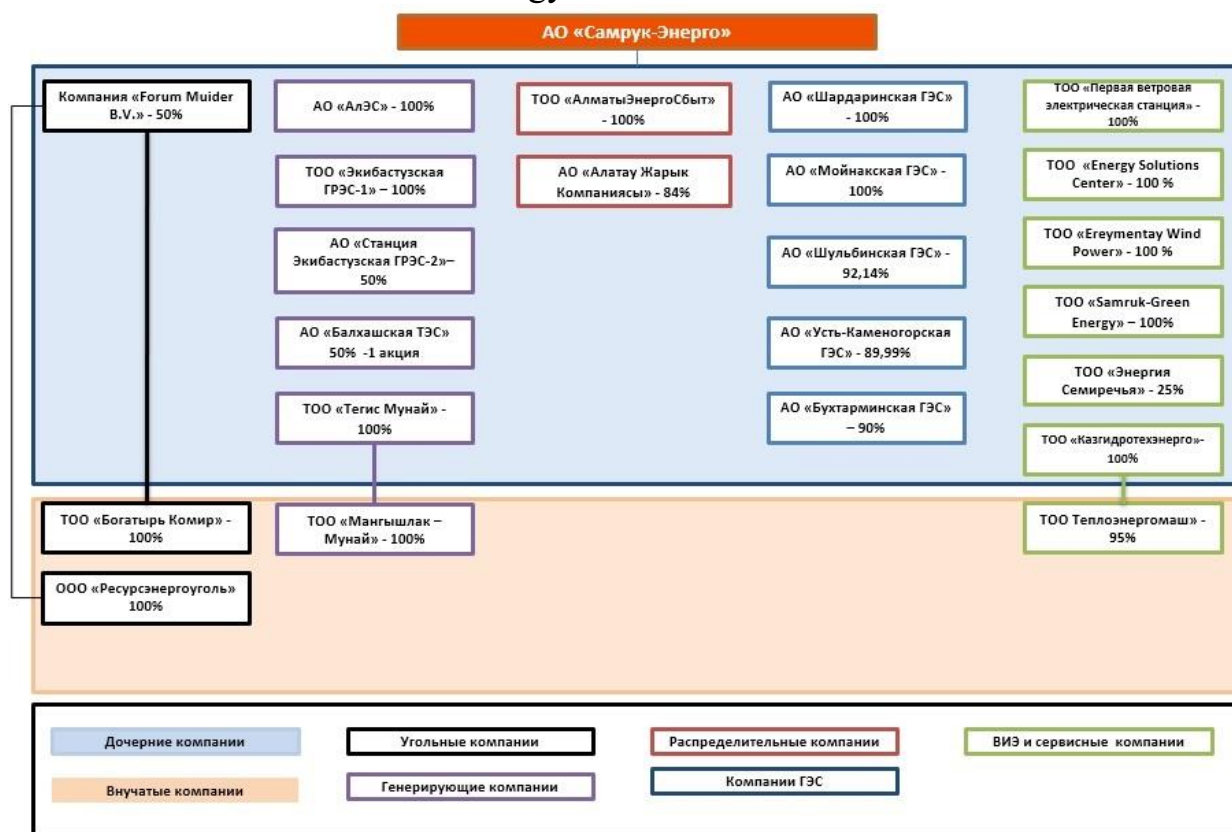 АО «Самрук-Энерго»
Компания «Forum Muider
B.V.» - 50%
АО «АлЭС» - 100%
ТОО «АлматыЭнергоСбыт»
- 100%
АО «Шардаринская ГЭС»
- 100%
ТОО «Первая ветровая
электрическая станция» -
100%
ТОО «Экибастузская
ГРЭС-1» – 100%
АО «Алатау Жарык
Компаниясы» - 84%
АО «Мойнакская ГЭС» -
100%
ТОО «Energy Solutions
Center» - 100 %
АО «Станция
Экибастузская ГРЭС-2»–
50%
АО «Шульбинская ГЭС» -
92,14%
ТОО «Ereymentay Wind
Power» - 100 %
АО «Балхашская ТЭС»
50% -1 акция
АО «Усть-Каменогорская
ГЭС» - 89,99%
ТОО «Samruk-Green
Energy» – 100%
ТОО «Тегис Мунай» -
100%
АО «Бухтарминская ГЭС»
– 90%
ТОО «Энергия
Семиречья» - 25%
ТОО «Казгидротехэнерго»-
100%
ТОО «Богатырь Комир» -
100%
ТОО «Мангышлак –
Мунай» - 100%
ТОО Теплоэнергомаш» -
95%
ООО «Ресурсэнергоуголь»
100%
Дочерние компании
Угольные компании
Распределительные компании
ВИЭ и сервисные компании
Внучатые компании
Генерирующие компании
Компании ГЭС